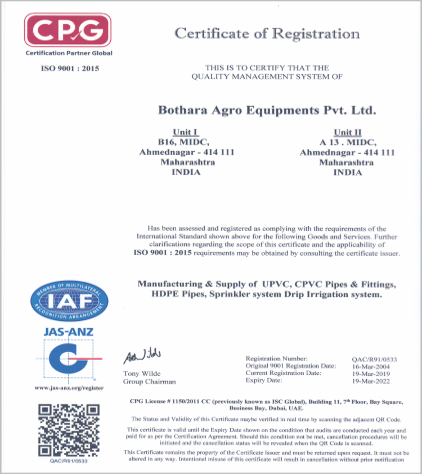 CPG
Certification Partner Global
ISO 9001 : 2015
Certificate of Registration
THIS IS TO CERTIFY THAT THE
QUALITY MANAGEMENT SYSTEM OF
Bothara Agro Equipments Pvt. Ltd.
Unit I
B16, MIDC,
Ahmednagar - 414 111
Maharashtra
INDIA
Unit II
A 13 . MIDC,
Ahmednagar - 414 111
Maharashtra
INDIA
Has been assessed and registered as complying with the requirements of the
International Standard shown above for the following Goods and Services. Further
clarifications regarding the scope of this certificate and the applicability of
ISO 9001 : 2015 requirements may be obtained by consulting the certificate issuer.
Manufacturing & Supply of UPVC, CPVC Pipes & Fittings,
HDPE Pipes, Sprinkler system Drip Irrigation system.
MEMBER OF MULTILATERAL
IAF
RECOGNITION ARRANGEMENT
JAS-ANZ
www.jas-anz.org/register
Tony Wilde
Group Chairman
Registration Number: QAC/R91/0533
Original 9001 Registration Date: 16-Mar-2004
Current Registration Date: 19-Mar-2019
Expiry Date: 19-Mar-2022
CPG License # 1150/2011 CC (previously known as ISC Global), Building 11, 7th Floor, Bay Square,
Business Bay, Dubai, UAE.
The Status and Validity of this Certificate maybe verified in real time by scanning the adjacent QR Code.
This certificate is valid until the Expiry Date shown on the condition that audits are conducted each year and
paid for as per the Certification Agreement. Should this condition not be met, cancellation procedures will be
initiated and the cancellation status will be revealed when the QR Code is scanned.
This Certificate remains the property of the Certificate Issuer and must be returned upon request. It must not be
altered in any way. Intentional misuse of this certificate will result in cancellation without prior notification
QAC/R91/0533